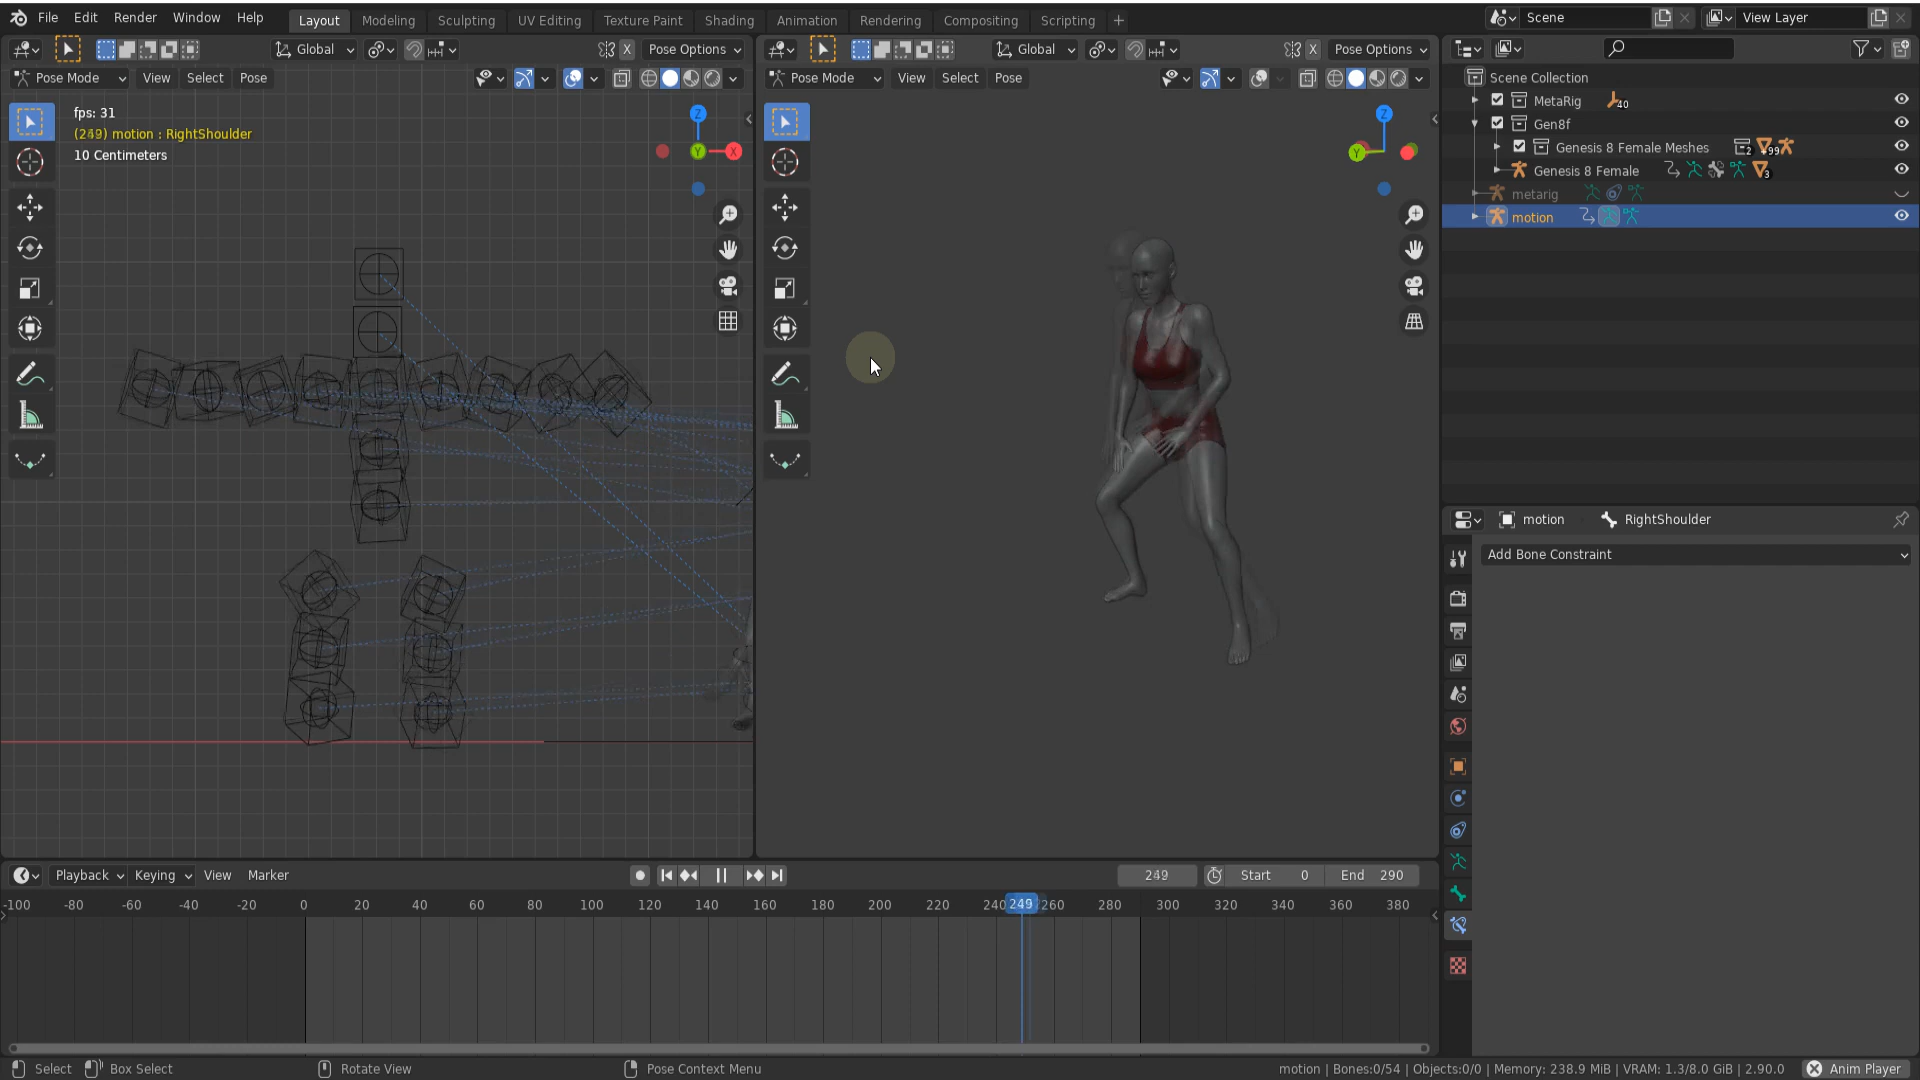 File Edit Render Window Help Layout Modeling Sculpting UV Editing Texture Paint Shading Animation Rendering Compositing Scripting + Scene View Layer
Global X Pose Options Global X Pose Options
Pose Mode View Select Pose Pose Mode View Select Pose
Scene Collection
MetaRig 40
Gen8f
Genesis 8 Female Meshes 2 99
Genesis 8 Female 3
metarig
motion
fps: 31
(249) motion : RightShoulder
10 Centimeters
Z
Y X
Z
Y
motion RightShoulder
Add Bone Constraint
Playback Keying View Marker 249 Start 0 End 290
-100 -80 -60 -40 -20 0 20 40 60 80 100 120 140 160 180 200 220 240 249 260 280 300 320 340 360 380
Select Box Select Rotate View Pose Context Menu motion | Bones:0/54 | Objects:0/0 | Memory: 238.9 MiB | VRAM: 1.3/8.0 GiB | 2.90.0 Anim Player